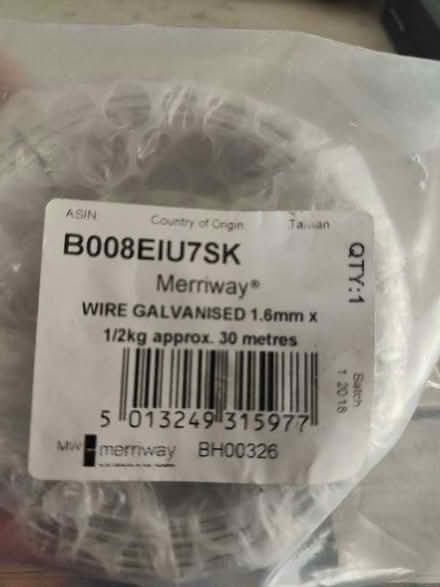 ASIN Country of Origin Taiwan
B008EIU7SK
QTY:1
Merriway®
WIRE GALVANISED 1.6mm x
1/2kg approx. 30 metres
Batch
1 2018
5 013249 315977
MW merriway BH00326